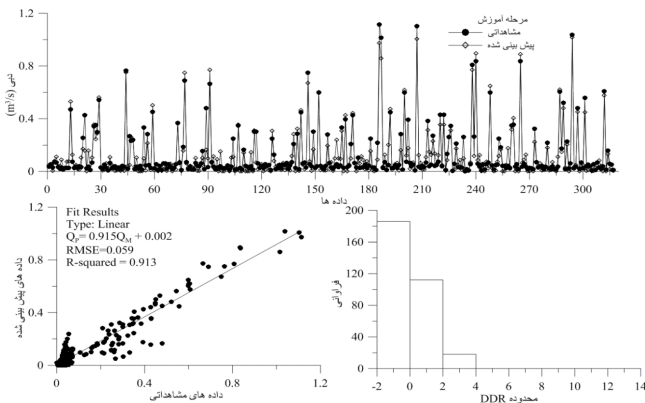 مرحله آموزش
مشاهداتی
پیش بینی شده
دبی (m³/s)
1.2
0.8
0.4
0
0 30 60 90 120 150 180 210 240 270 300
داده ها
Fit Results
Type: Linear
Q_P= 0.915Q_M + 0.002
RMSE=0.059
R-squared = 0.913
داده های پیش بینی شده
1.2
0.8
0.4
0
0 0.4 0.8 1.2
داده های مشاهداتی
فراوانی
200
160
120
80
40
0
-2 0 2 4 6 8 10 12 14
محدوده DDR